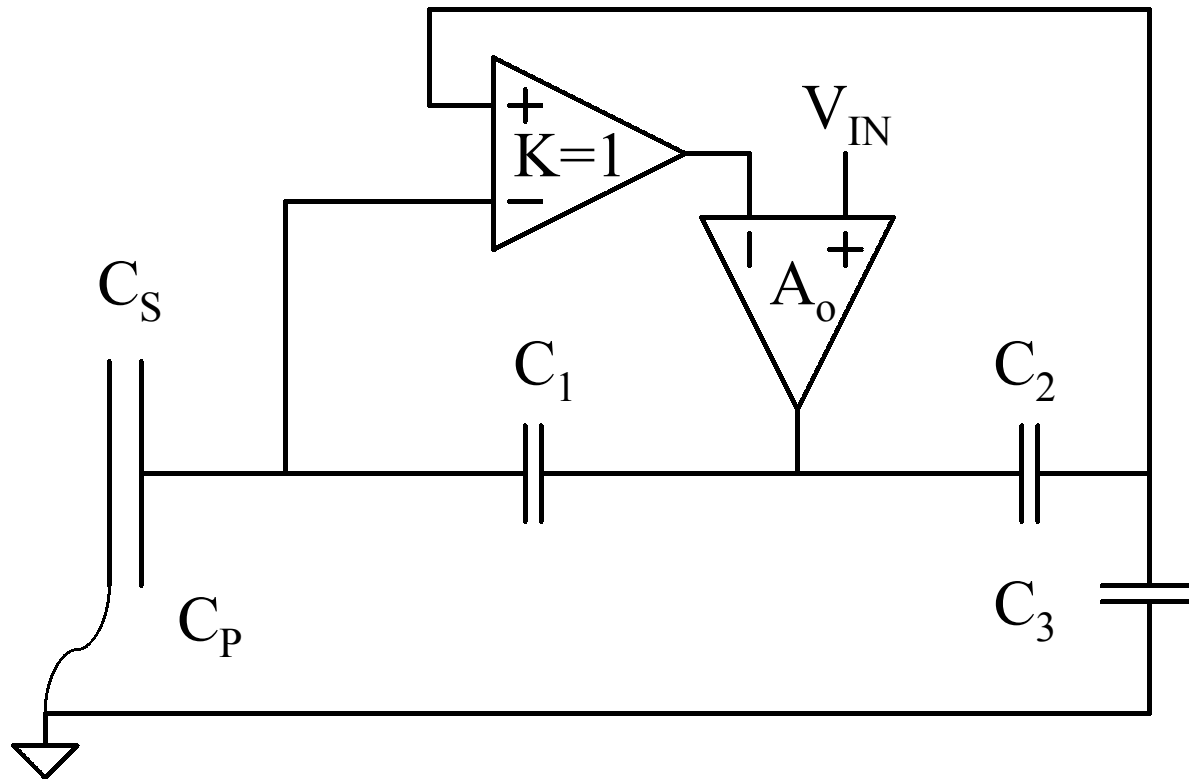 V_IN
+
K=1
−
− +
A_o
C_S
C_1
C_2
C_P
C_3